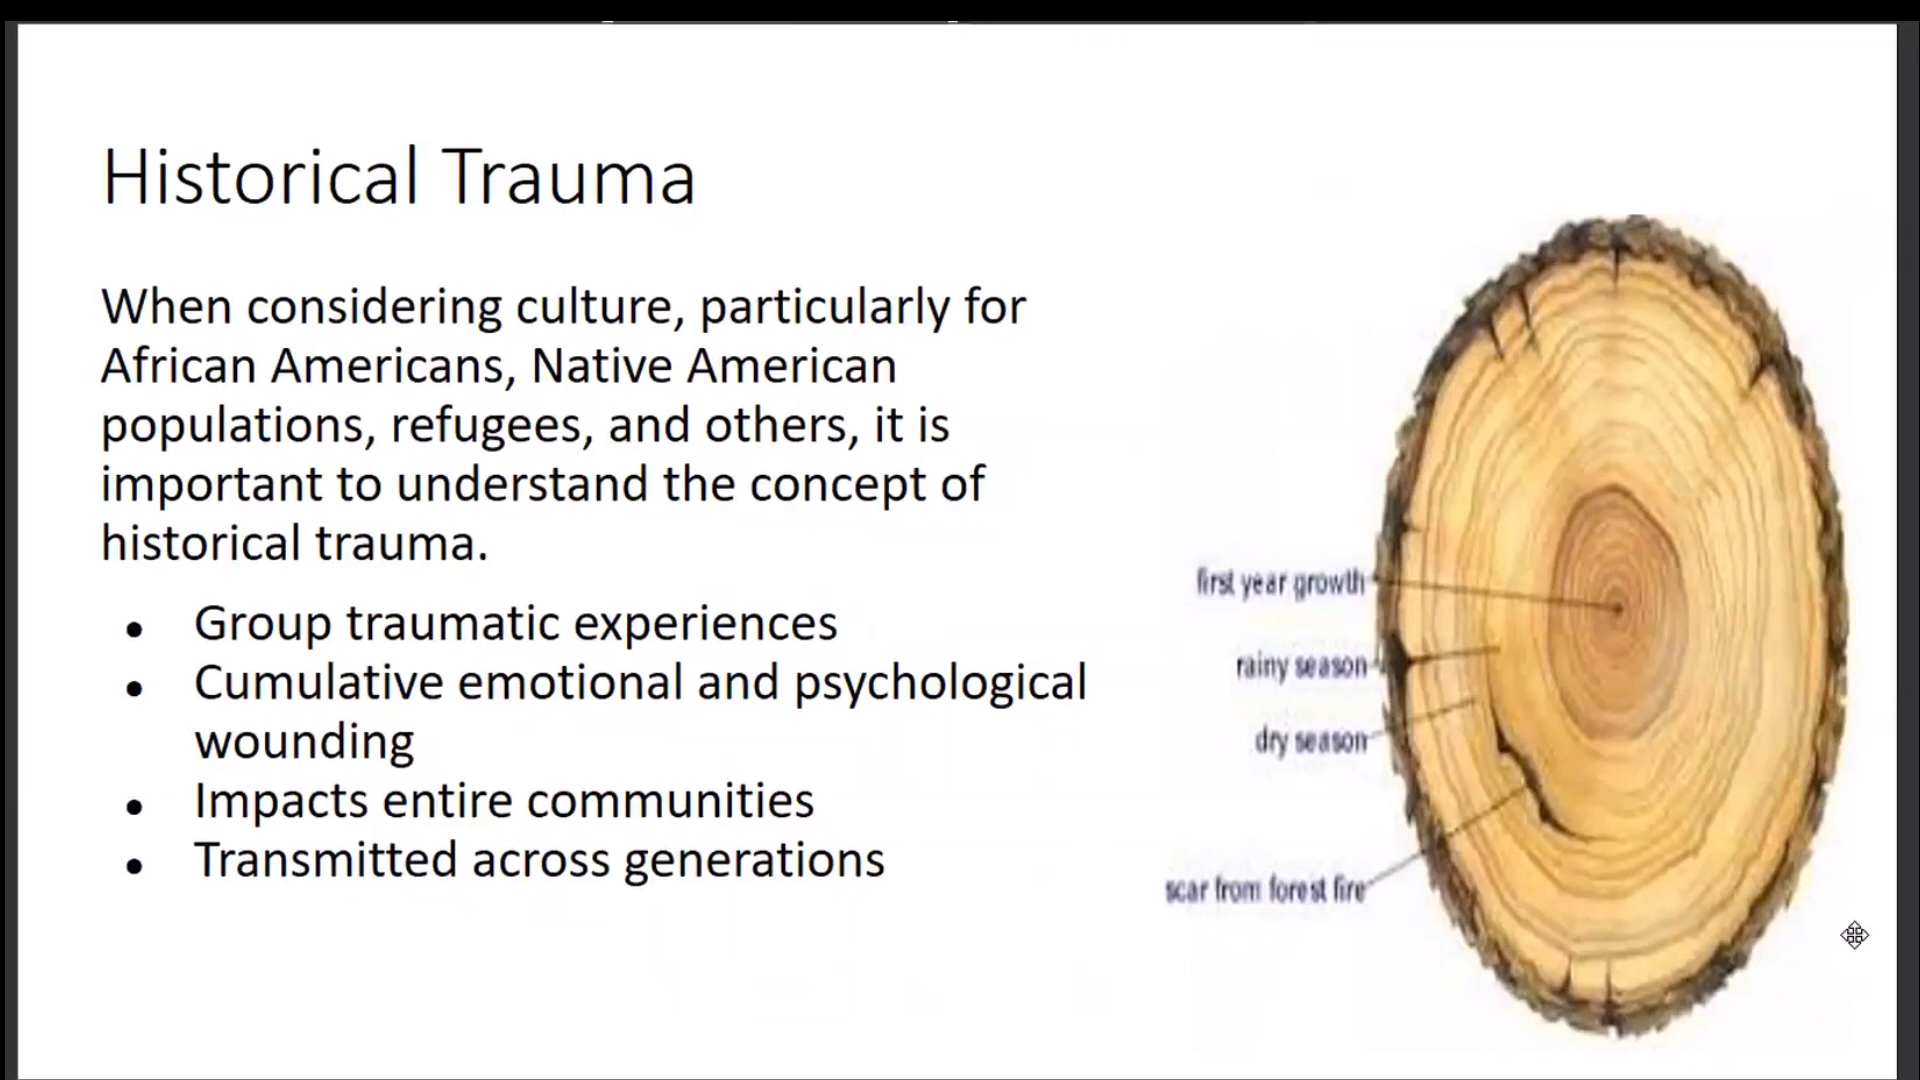 Historical Trauma
When considering culture, particularly for
African Americans, Native American
populations, refugees, and others, it is
important to understand the concept of
historical trauma.
• Group traumatic experiences
• Cumulative emotional and psychological
wounding
• Impacts entire communities
• Transmitted across generations
first year growth
rainy season
dry season
scar from forest fire